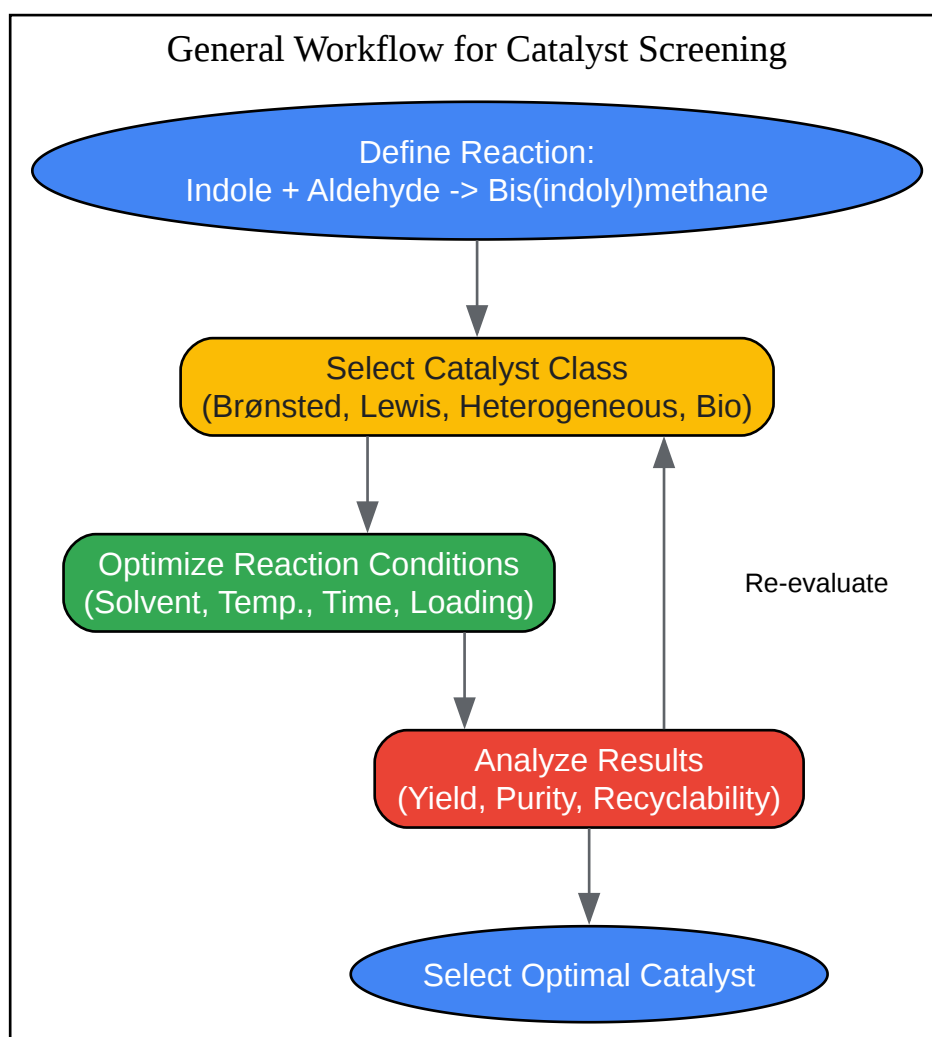 General Workflow for Catalyst Screening
Define Reaction:
Indole + Aldehyde -> Bis(indolyl)methane
Select Catalyst Class
(Brønsted, Lewis, Heterogeneous, Bio)
Optimize Reaction Conditions
(Solvent, Temp., Time, Loading)
Re-evaluate
Analyze Results
(Yield, Purity, Recyclability)
Select Optimal Catalyst